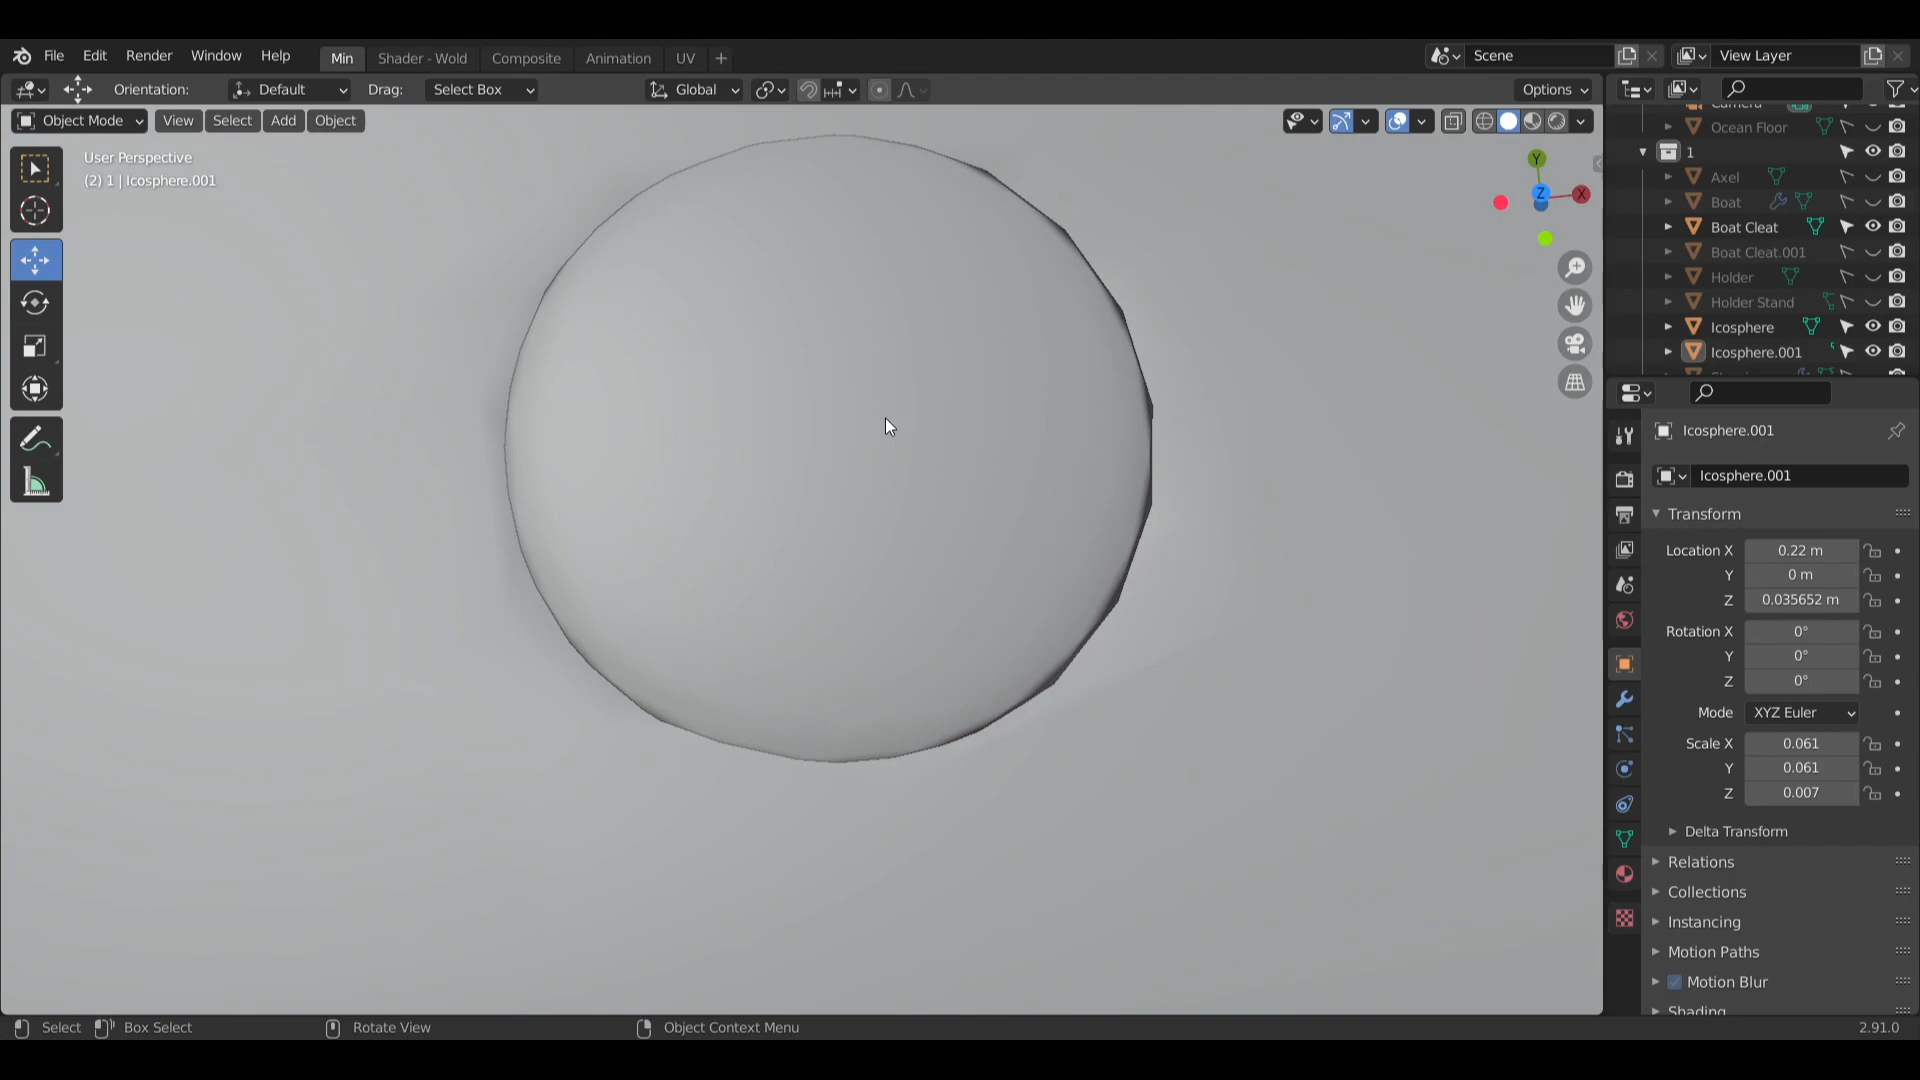 File Edit Render Window Help Min Shader - Wold Composite Animation UV + Scene View Layer
Orientation: Default Drag: Select Box Global Options
Object Mode View Select Add Object
User Perspective
(2) 1 | Icosphere.001
Y
Z X
Camera
Ocean Floor
1
Axel
Boat
Boat Cleat
Boat Cleat.001
Holder
Holder Stand
Icosphere
Icosphere.001
Icosphere.001
Icosphere.001
Transform
Location X 0.22 m
Y 0 m
Z 0.035652 m
Rotation X 0°
Y 0°
Z 0°
Mode XYZ Euler
Scale X 0.061
Y 0.061
Z 0.007
Delta Transform
Relations
Collections
Instancing
Motion Paths
Motion Blur
Shading
Select Box Select Rotate View Object Context Menu 2.91.0